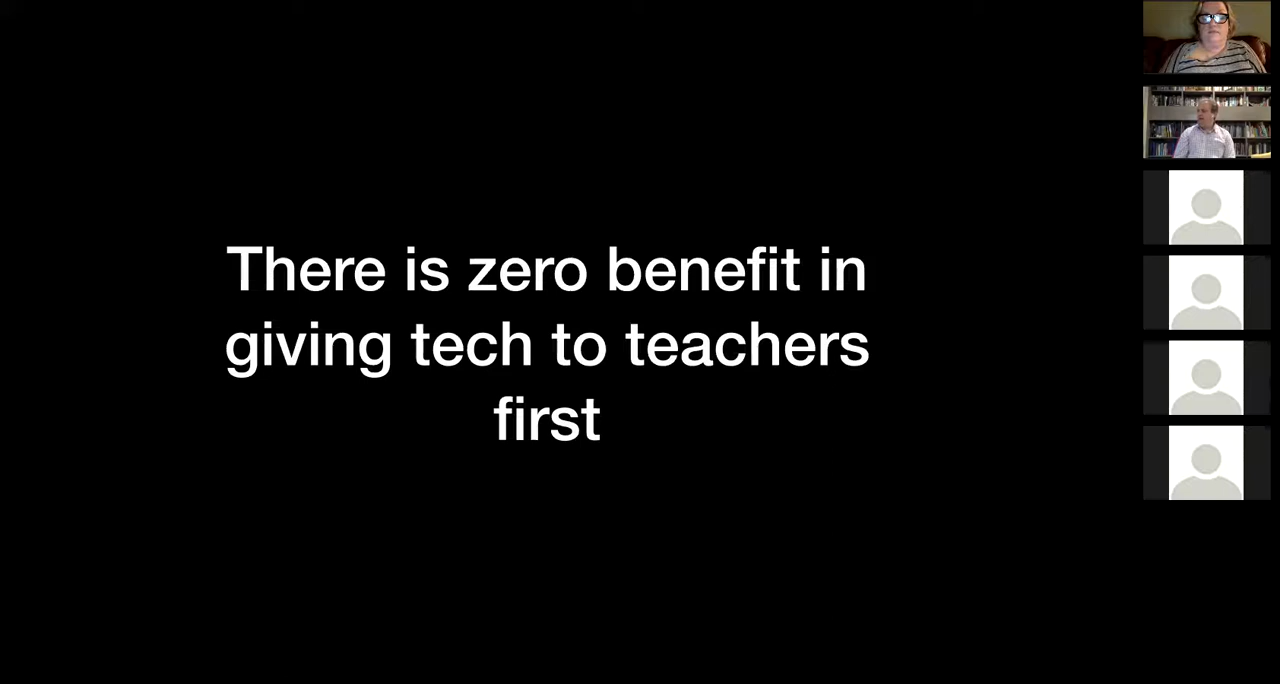 There is zero benefit in
giving tech to teachers
first